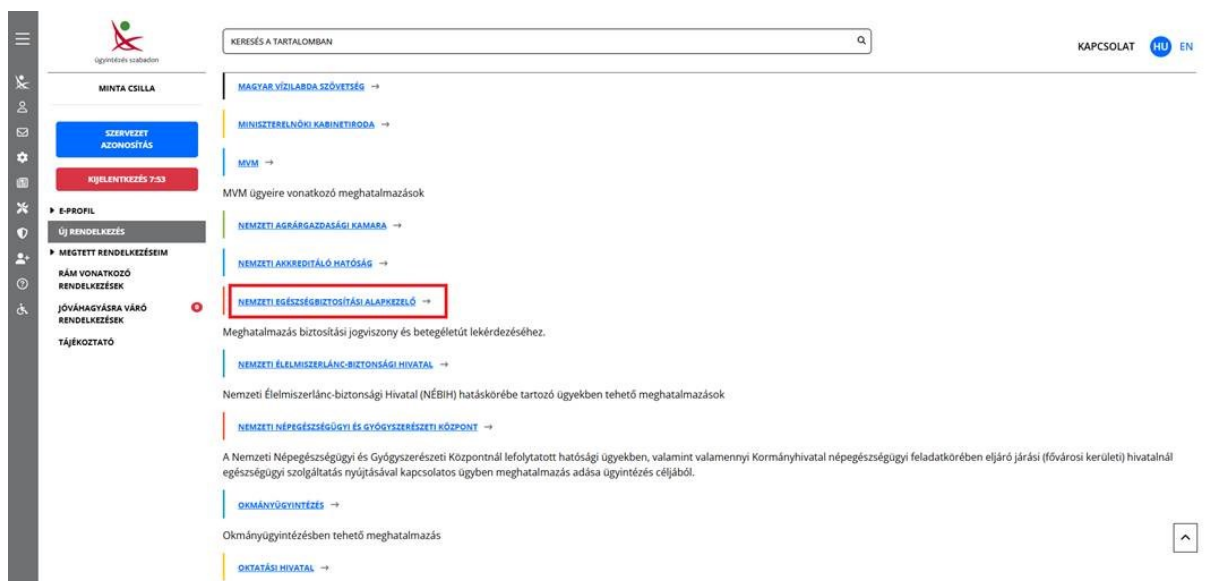 ügyintézés szabadon
KERESÉS A TARTALOMBAN
KAPCSOLAT HU EN
MINTA CSILLA
SZERVEZET
AZONOSÍTÁS
KIJELENTKEZÉS 7:53
E-PROFIL
ÚJ RENDELKEZÉS
MEGTETT RENDELKEZÉSEIM
RÁM VONATKOZÓ
RENDELKEZÉSEK
JÓVÁHAGYÁSRA VÁRÓ 0
RENDELKEZÉSEK
TÁJÉKOZTATÓ
MAGYAR VÍZILABDA SZÖVETSÉG →
MINISZTERELNÖKI KABINETIRODA →
MVM →
MVM ügyeire vonatkozó meghatalmazások
NEMZETI AGRÁRGAZDASÁGI KAMARA →
NEMZETI AKKREDITÁLÓ HATÓSÁG →
NEMZETI EGÉSZSÉGBIZTOSÍTÁSI ALAPKEZELŐ →
Meghatalmazás biztosítási jogviszony és betegéletút lekérdezéséhez.
NEMZETI ÉLELMISZERLÁNC-BIZTONSÁGI HIVATAL →
Nemzeti Élelmiszerlánc-biztonsági Hivatal (NÉBIH) hatáskörébe tartozó ügyekben tehető meghatalmazások
NEMZETI NÉPEGÉSZSÉGÜGYI ÉS GYÓGYSZERÉSZETI KÖZPONT →
A Nemzeti Népegészségügyi és Gyógyszerészeti Központnál lefolytatott hatósági ügyekben, valamint valamennyi Kormányhivatal népegészségügyi feladatkörében eljáró járási (fővárosi kerületi) hivatalnál
egészségügyi szolgáltatás nyújtásával kapcsolatos ügyben meghatalmazás adása ügyintézés céljából.
OKMÁNYÜGYINTÉZÉS →
Okmányügyintézésben tehető meghatalmazás
OKTATÁSI HIVATAL →